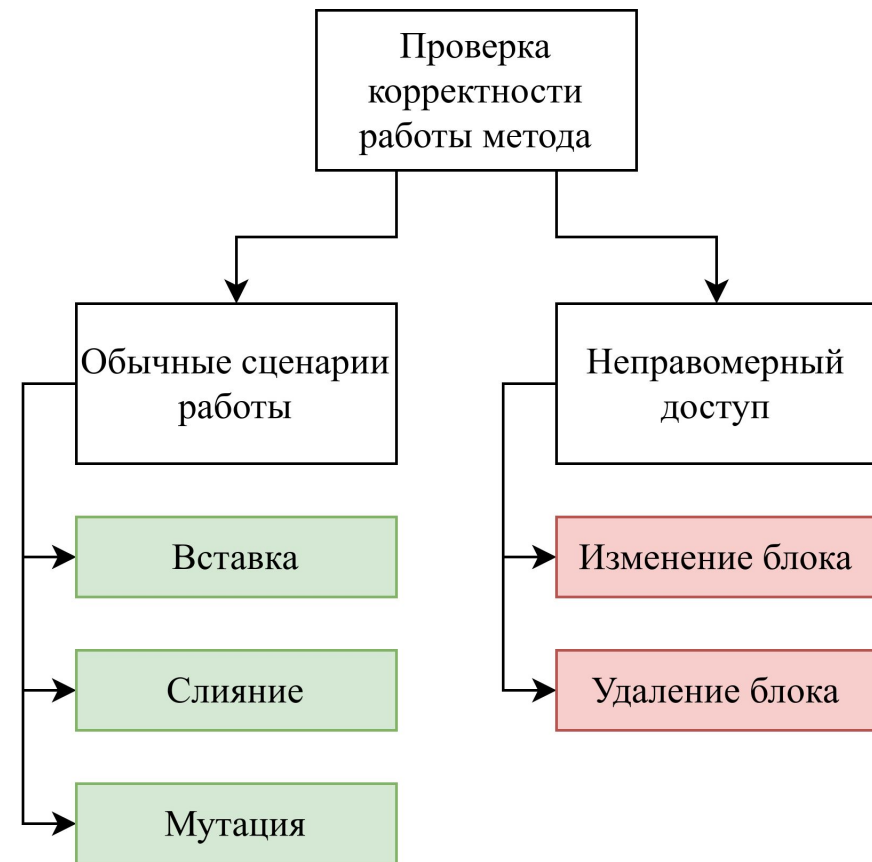 Проверка
корректности
работы метода
Обычные сценарии
работы
Неправомерный
доступ
Вставка
Изменение блока
Слияние
Удаление блока
Мутация